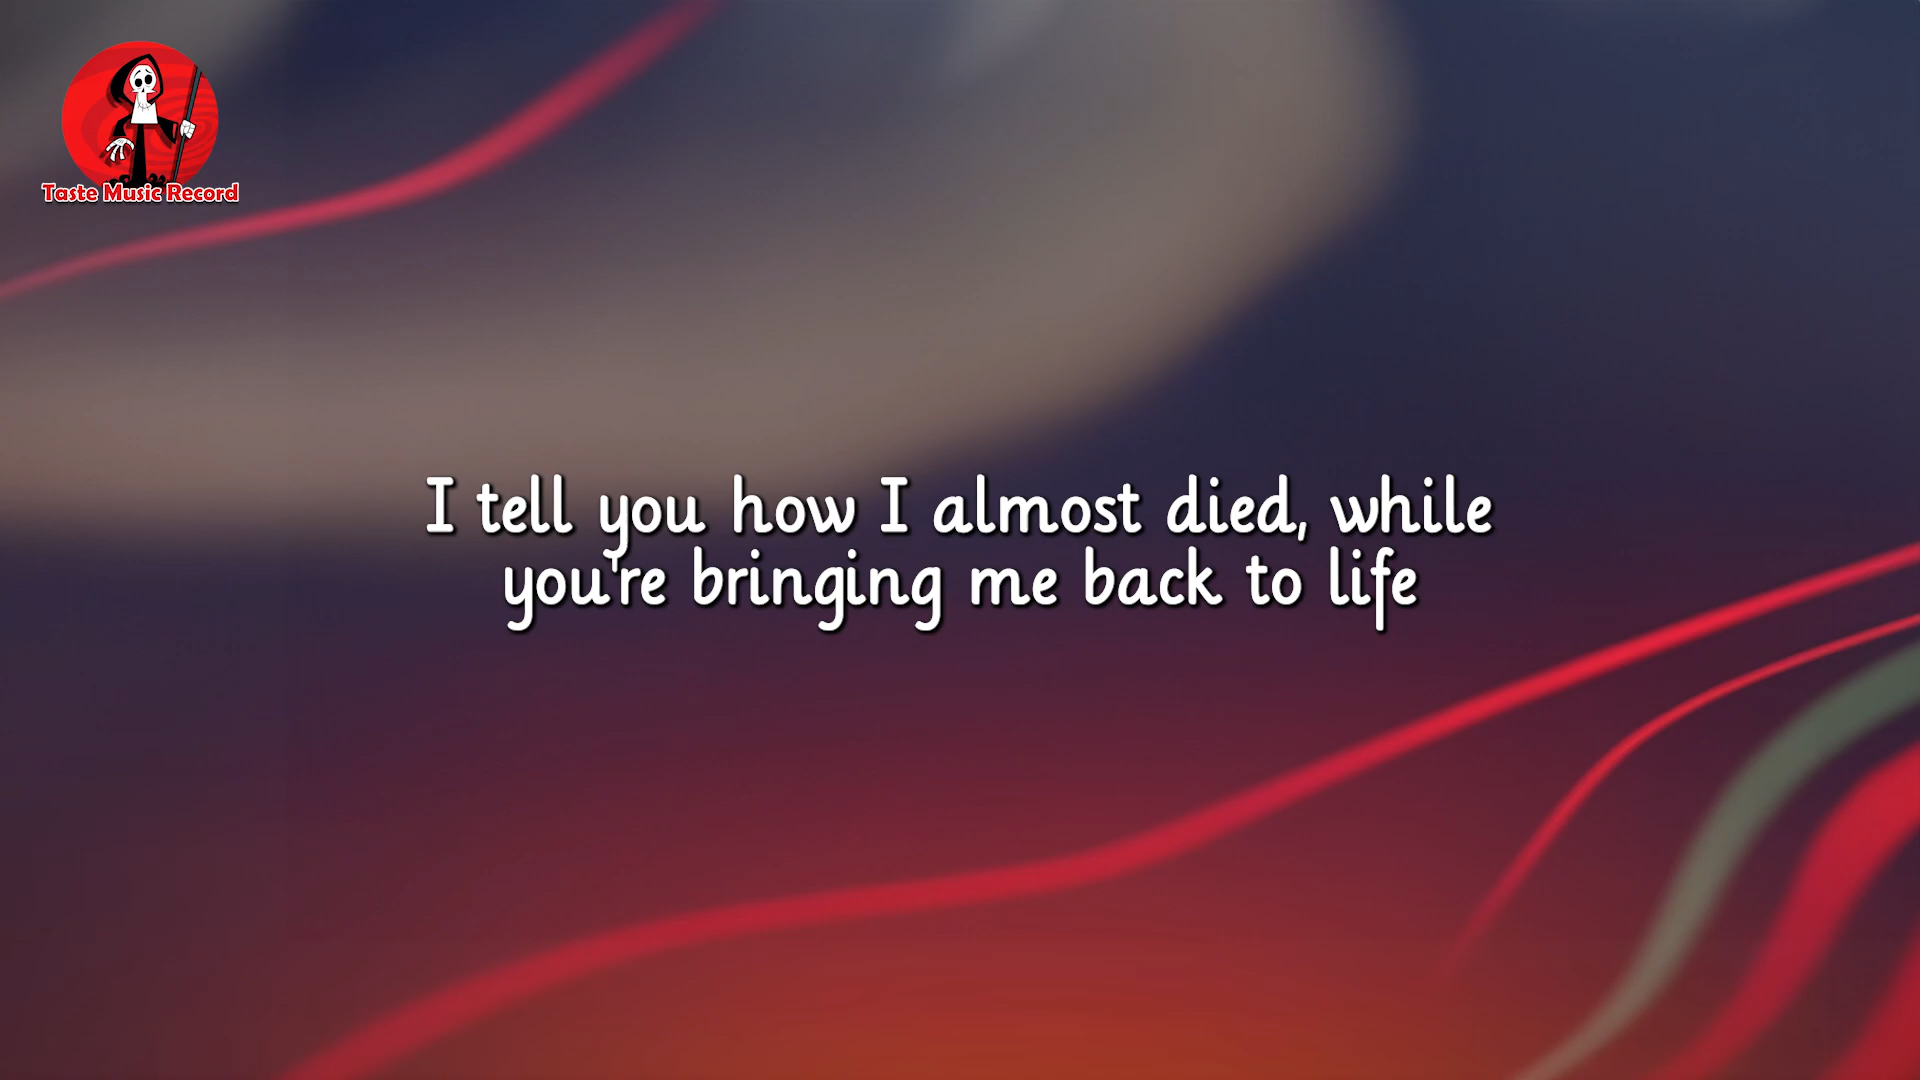 Taste Music Record
I tell you how I almost died, while
you're bringing me back to life